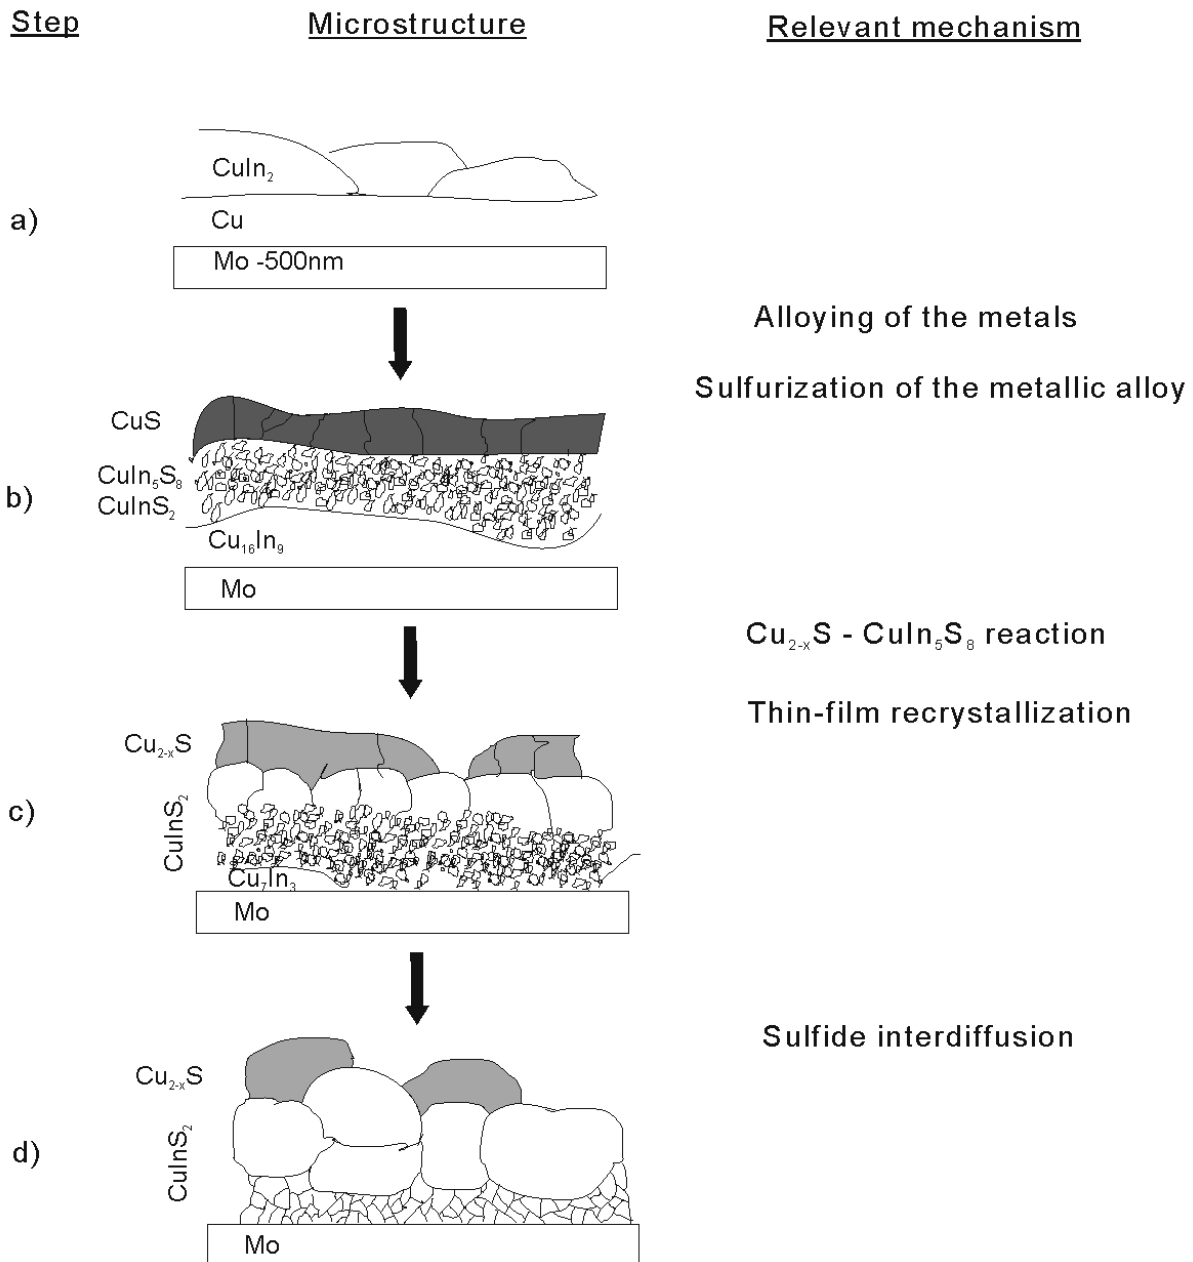 Step Microstructure Relevant mechanism
CuIn₂
a)
Cu
Mo -500nm
Alloying of the metals
Sulfurization of the metallic alloy
CuS
CuIn₅S₈
b)
CuInS₂
Cu₁₆In₉
Mo
Cu₂₋ₓS - CuIn₅S₈ reaction
Thin-film recrystallization
Cu₂₋ₓS
c)
CuInS₂
Cu₇In₃
Mo
Sulfide interdiffusion
Cu₂₋ₓS
d)
CuInS₂
Mo